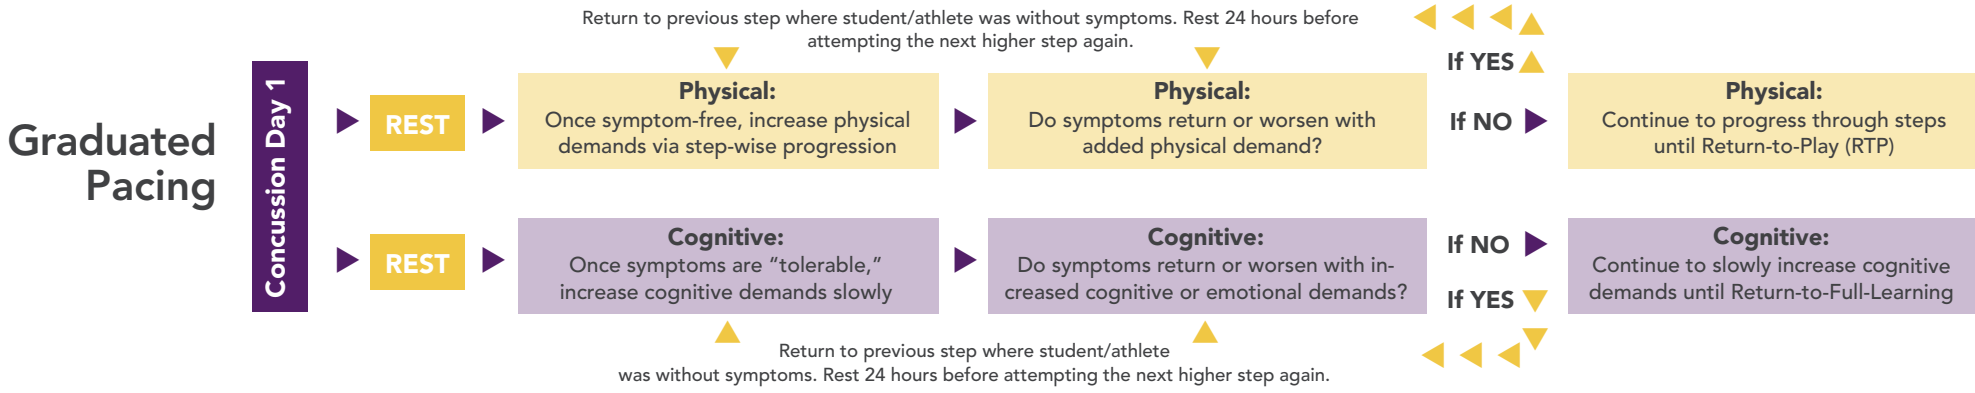 Graduated
Pacing
Concussion Day 1
Return to previous step where student/athlete was without symptoms. Rest 24 hours before
attempting the next higher step again.
REST
Physical:
Once symptom-free, increase physical
demands via step-wise progression
Physical:
Do symptoms return or worsen with
added physical demand?
If YES
If NO
Physical:
Continue to progress through steps
until Return-to-Play (RTP)
REST
Cognitive:
Once symptoms are “tolerable,”
increase cognitive demands slowly
Cognitive:
Do symptoms return or worsen with in-
creased cognitive or emotional demands?
If NO
If YES
Cognitive:
Continue to slowly increase cognitive
demands until Return-to-Full-Learning
Return to previous step where student/athlete
was without symptoms. Rest 24 hours before attempting the next higher step again.